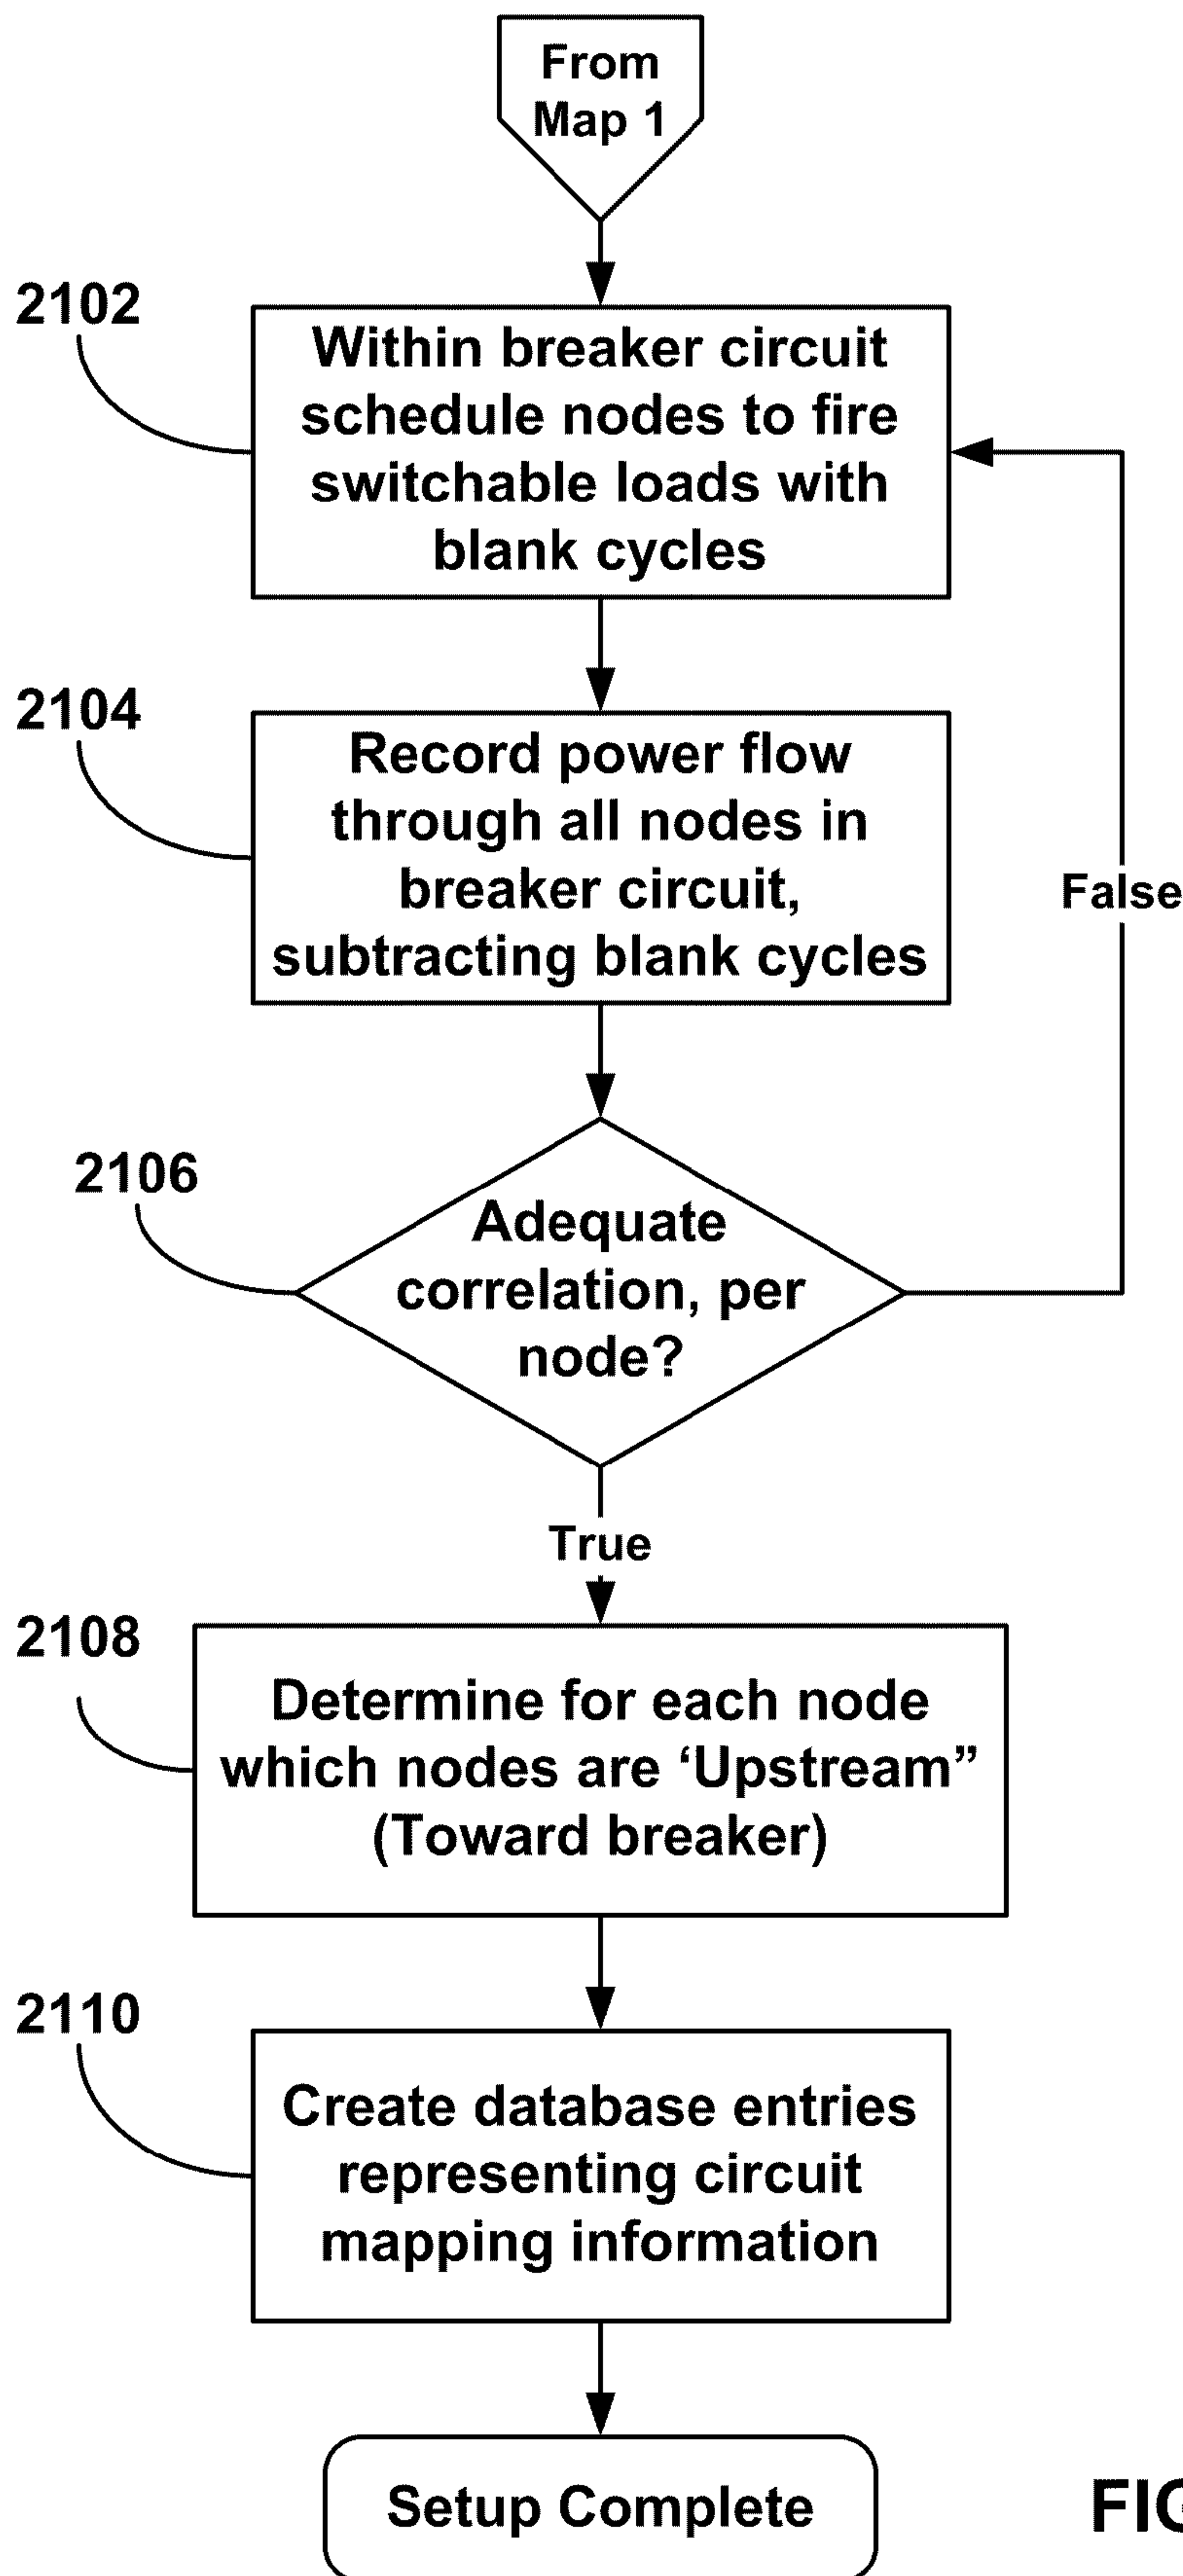 From
Map 1
2102
Within breaker circuit
schedule nodes to fire
switchable loads with
blank cycles
2104
Record power flow
through all nodes in
breaker circuit,
subtracting blank cycles
False
2106
Adequate
correlation, per
node?
True
2108
Determine for each node
which nodes are ‘Upstream”
(Toward breaker)
2110
Create database entries
representing circuit
mapping information
Setup Complete